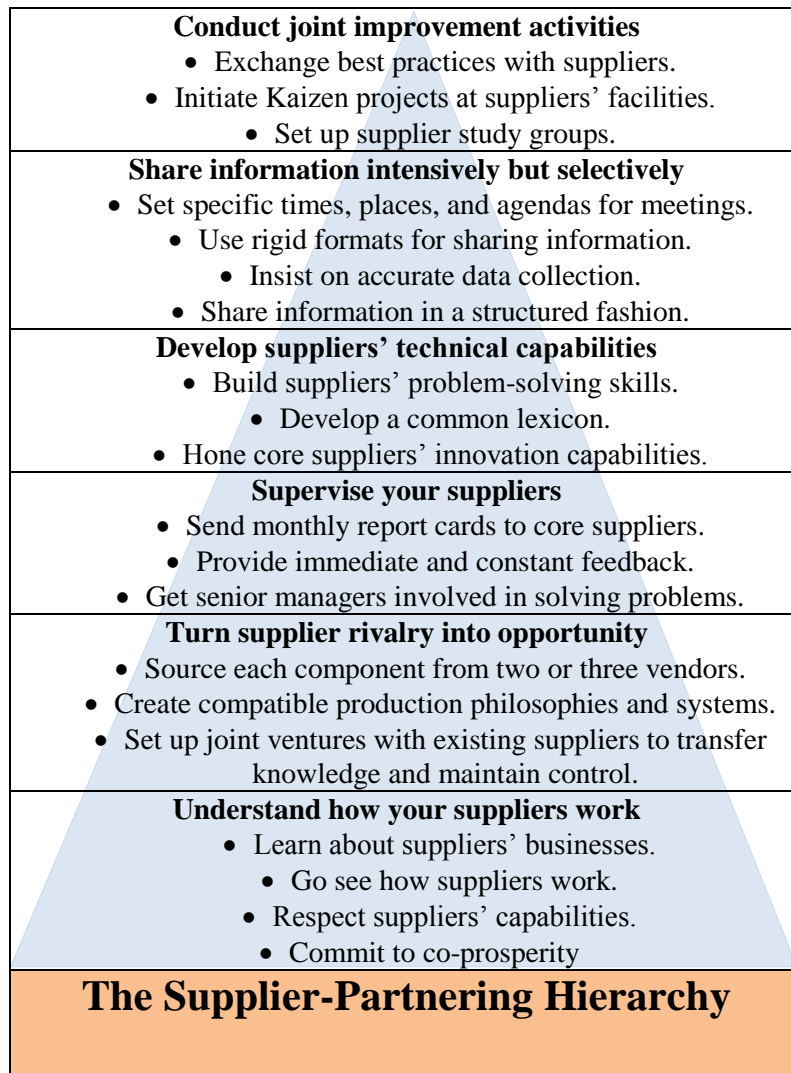 Conduct joint improvement activities
• Exchange best practices with suppliers.
• Initiate Kaizen projects at suppliers’ facilities.
• Set up supplier study groups.
Share information intensively but selectively
• Set specific times, places, and agendas for meetings.
• Use rigid formats for sharing information.
• Insist on accurate data collection.
• Share information in a structured fashion.
Develop suppliers’ technical capabilities
• Build suppliers’ problem-solving skills.
• Develop a common lexicon.
• Hone core suppliers’ innovation capabilities.
Supervise your suppliers
• Send monthly report cards to core suppliers.
• Provide immediate and constant feedback.
• Get senior managers involved in solving problems.
Turn supplier rivalry into opportunity
• Source each component from two or three vendors.
• Create compatible production philosophies and systems.
• Set up joint ventures with existing suppliers to transfer
knowledge and maintain control.
Understand how your suppliers work
• Learn about suppliers’ businesses.
• Go see how suppliers work.
• Respect suppliers’ capabilities.
• Commit to co-prosperity
The Supplier-Partnering Hierarchy